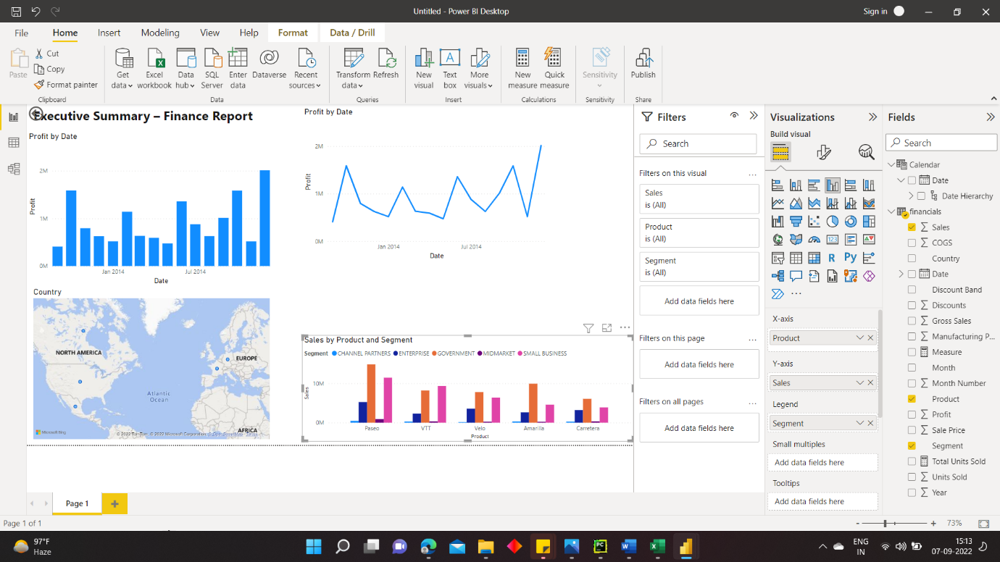 Untitled - Power BI Desktop
Sign in
File Home Insert Modeling View Help Format Data / Drill
Paste
Cut
Copy
Format painter
Get data
Excel workbook
Data hub
SQL Server
Enter data
Dataverse
Recent sources
Transform data
Refresh
New visual
Text box
More visuals
New measure
Quick measure
Sensitivity
Publish
Clipboard Data Queries Insert Calculations Sensitivity Share
Executive Summary – Finance Report
Profit by Date
2M
1M
0M
Profit
Jan 2014 Jul 2014
Date
Profit by Date
2M
1M
0M
Profit
Jan 2014 Jul 2014
Date
Country
NORTH AMERICA
EUROPE
Atlantic
Ocean
AFRICA
Microsoft Bing
© 2022 TomTom, © 2022 Microsoft Corporation, © OpenStreetMap, Terms
Sales by Product and Segment
Segment CHANNEL PARTNERS ENTERPRISE GOVERNMENT MIDMARKET SMALL BUSINESS
10M
0M
Sales
Paseo VTT Velo Amarilla Carretera
Product
Filters
Search
Filters on this visual
Sales
is (All)
Product
is (All)
Segment
is (All)
Add data fields here
Filters on this page
Add data fields here
Filters on all pages
Add data fields here
Visualizations
Build visual
123
R Py
X-axis
Product
Y-axis
Sales
Legend
Segment
Small multiples
Add data fields here
Tooltips
Add data fields here
Fields
Search
Calendar
Date
Date Hierarchy
financials
Sales
COGS
Country
Date
Discount Band
Discounts
Gross Sales
Manufacturing P...
Measure
Month
Month Number
Product
Profit
Sale Price
Segment
Total Units Sold
Units Sold
Year
Page 1
Page 1 of 1
73%
97°F
Haze
ENG
IN
15:13
07-09-2022